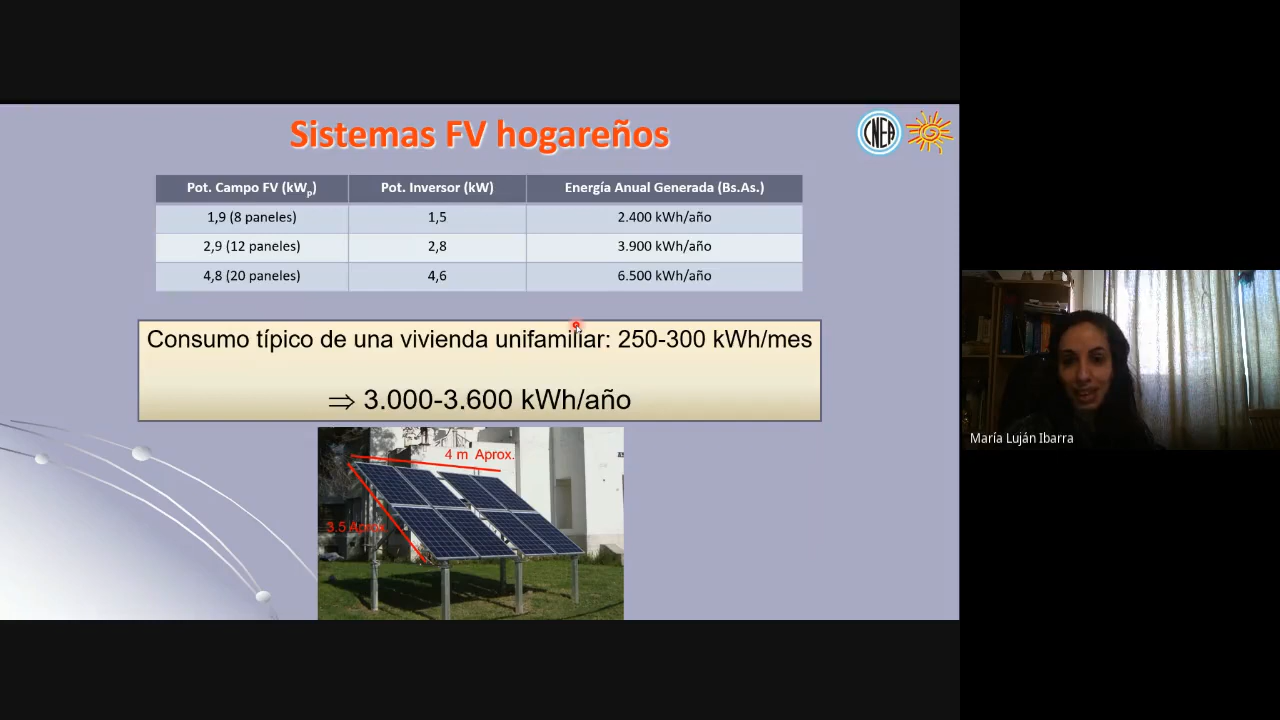 Sistemas FV hogareños
CNEA
Pot. Campo FV (kWp) Pot. Inversor (kW) Energía Anual Generada (Bs.As.)
1,9 (8 paneles) 1,5 2.400 kWh/año
2,9 (12 paneles) 2,8 3.900 kWh/año
4,8 (20 paneles) 4,6 6.500 kWh/año
Consumo típico de una vivienda unifamiliar: 250-300 kWh/mes
⇒ 3.000-3.600 kWh/año
4 m Aprox.
3.5 Aprox.
María Luján Ibarra